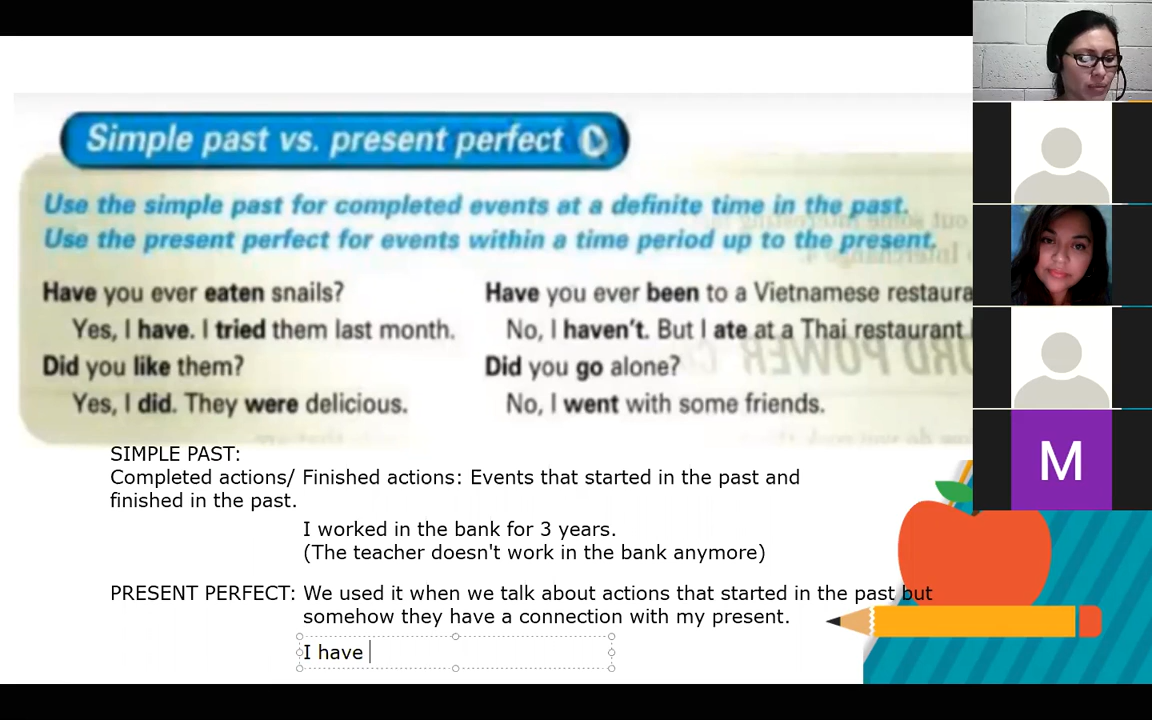 Simple past vs. present perfect
Use the simple past for completed events at a definite time in the past.
Use the present perfect for events within a time period up to the present.
Have you ever eaten snails?
Yes, I have. I tried them last month.
Did you like them?
Yes, I did. They were delicious.
Have you ever been to a Vietnamese restaura
No, I haven't. But I ate at a Thai restaurant
Did you go alone?
No, I went with some friends.
SIMPLE PAST:
Completed actions/ Finished actions: Events that started in the past and
finished in the past.
I worked in the bank for 3 years.
(The teacher doesn't work in the bank anymore)
PRESENT PERFECT: We used it when we talk about actions that started in the past but
somehow they have a connection with my present.
I have
M